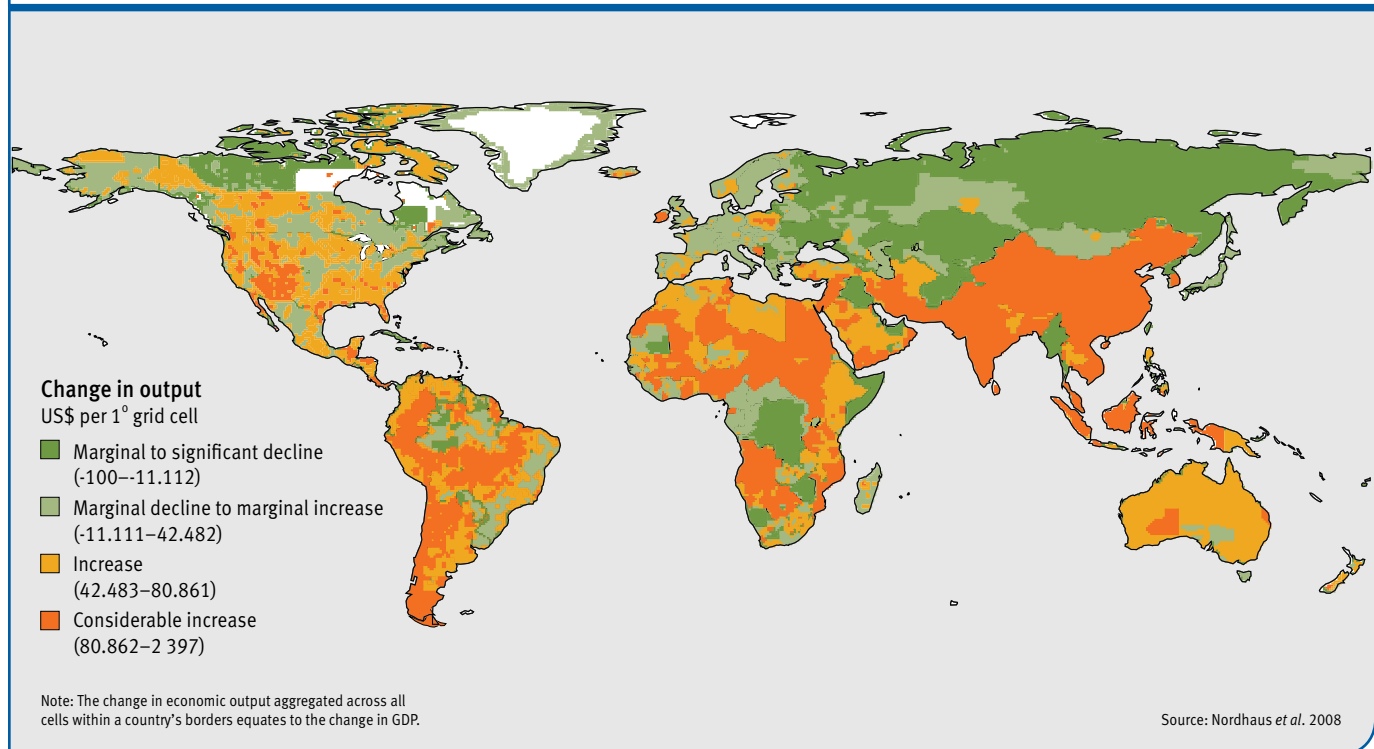 Change in output
US$ per 1⁰ grid cell
Marginal to significant decline
(-100–-11.112)
Marginal decline to marginal increase
(-11.111–42.482)
Increase
(42.483–80.861)
Considerable increase
(80.862–2 397)
Note: The change in economic output aggregated across all
cells within a country’s borders equates to the change in GDP.
Source: Nordhaus et al. 2008